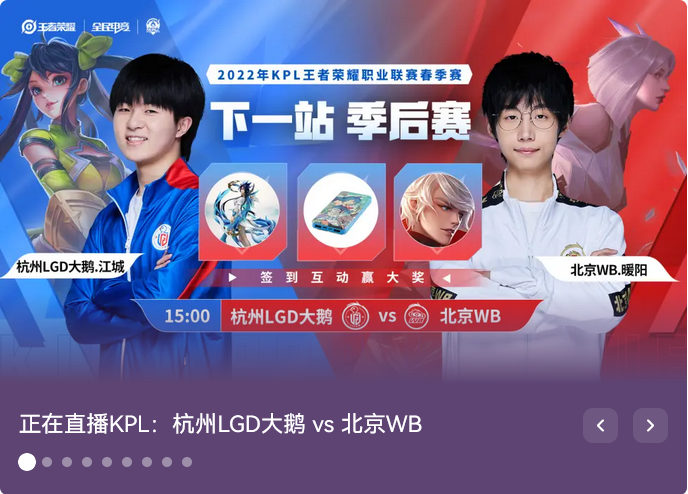 王者荣耀 全民电竞
2022年KPL王者荣耀职业联赛春季赛
下一站 季后赛
杭州LGD大鹅.江城
北京WB.暖阳
签到互动赢大奖
15:00 杭州LGD大鹅 VS 北京WB
正在直播KPL：杭州LGD大鹅 vs 北京WB